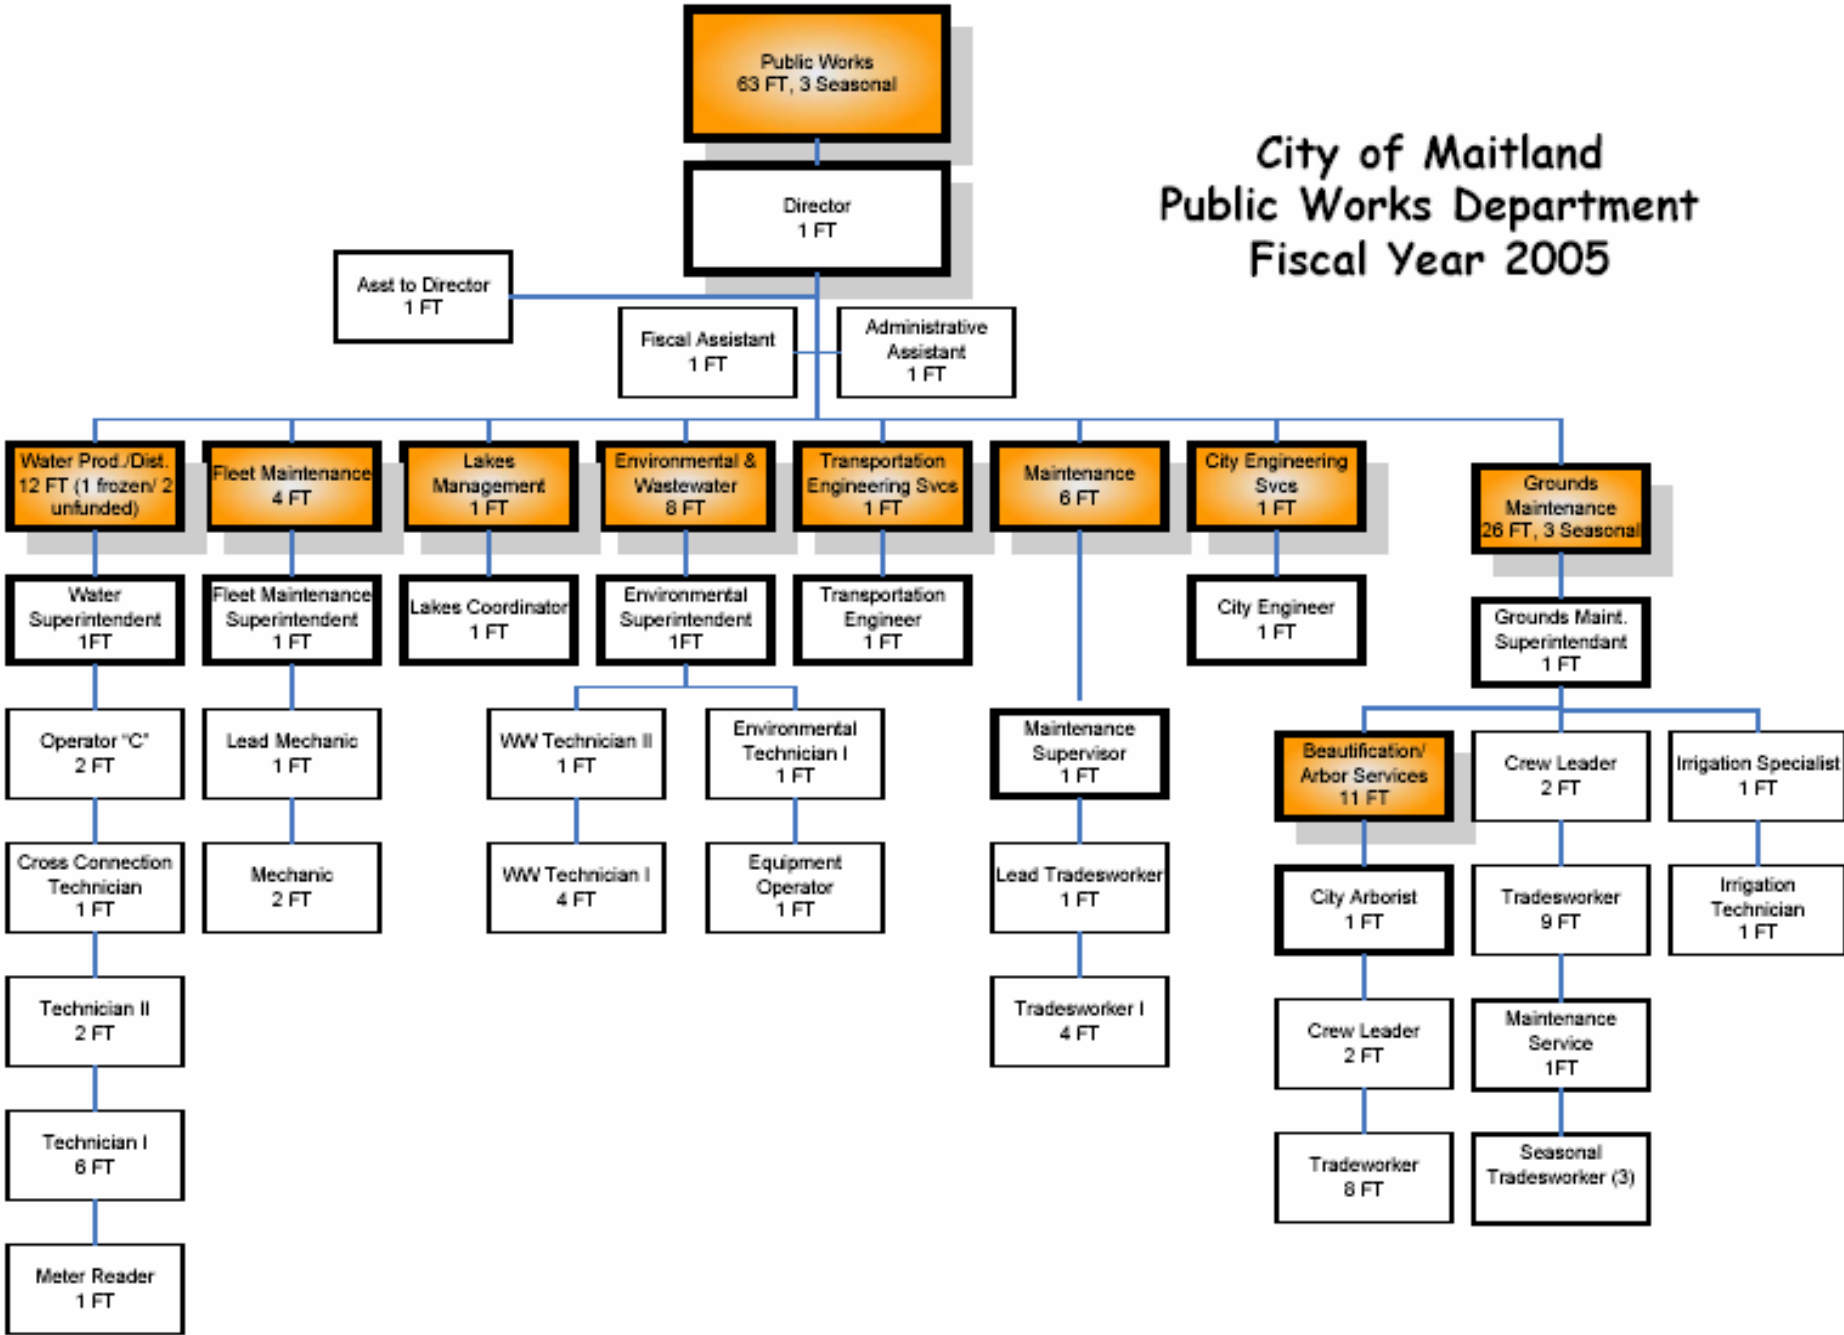 Public Works
63 FT, 3 Seasonal
City of Maitland
Public Works Department
Fiscal Year 2005
Director
1 FT
Asst to Director
1 FT
Fiscal Assistant
1 FT
Administrative
Assistant
1 FT
Water Prod./Dist.
12 FT (1 frozen/ 2
unfunded)
Fleet Maintenance
4 FT
Lakes
Management
1 FT
Environmental &
Wastewater
8 FT
Transportation
Engineering Svcs
1 FT
Maintenance
6 FT
City Engineering
Svcs
1 FT
Grounds
Maintenance
26 FT, 3 Seasonal
Water
Superintendent
1FT
Fleet Maintenance
Superintendent
1 FT
Lakes Coordinator
1 FT
Environmental
Superintendent
1FT
Transportation
Engineer
1 FT
City Engineer
1 FT
Grounds Maint.
Superintendant
1 FT
Operator "C"
2 FT
Lead Mechanic
1 FT
WW Technician II
1 FT
Environmental
Technician I
1 FT
Maintenance
Supervisor
1 FT
Beautification/
Arbor Services
11 FT
Crew Leader
2 FT
Irrigation Specialist
1 FT
Cross Connection
Technician
1 FT
Mechanic
2 FT
WW Technician I
4 FT
Equipment
Operator
1 FT
Lead Tradesworker
1 FT
City Arborist
1 FT
Tradesworker
9 FT
Irrigation
Technician
1 FT
Technician II
2 FT
Tradesworker I
4 FT
Crew Leader
2 FT
Maintenance
Service
1FT
Technician I
6 FT
Tradeworker
8 FT
Seasonal
Tradesworker (3)
Meter Reader
1 FT